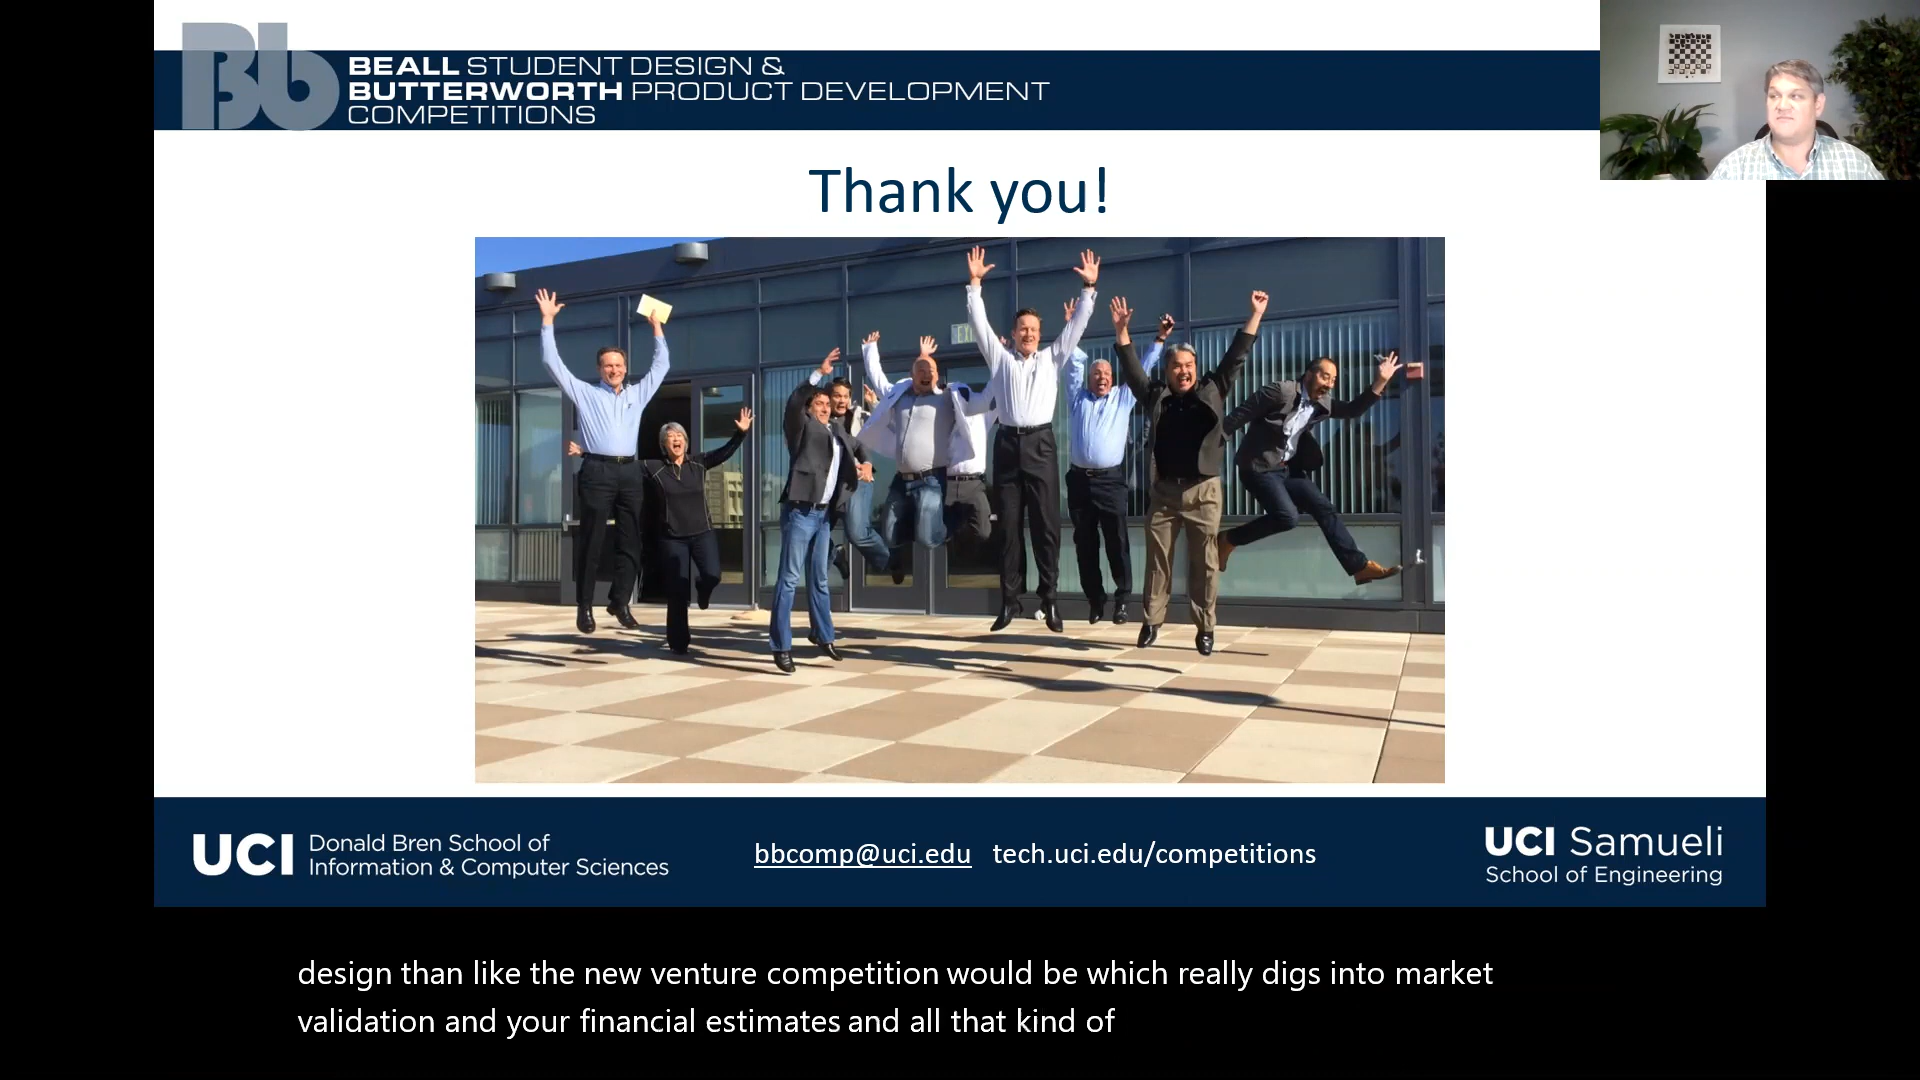 Bb
BEALL STUDENT DESIGN &
BUTTERWORTH PRODUCT DEVELOPMENT
COMPETITIONS
Thank you!
UCI Donald Bren School of
Information & Computer Sciences
bbcomp@uci.edu tech.uci.edu/competitions
UCI Samueli
School of Engineering
design than like the new venture competition would be which really digs into market
validation and your financial estimates and all that kind of